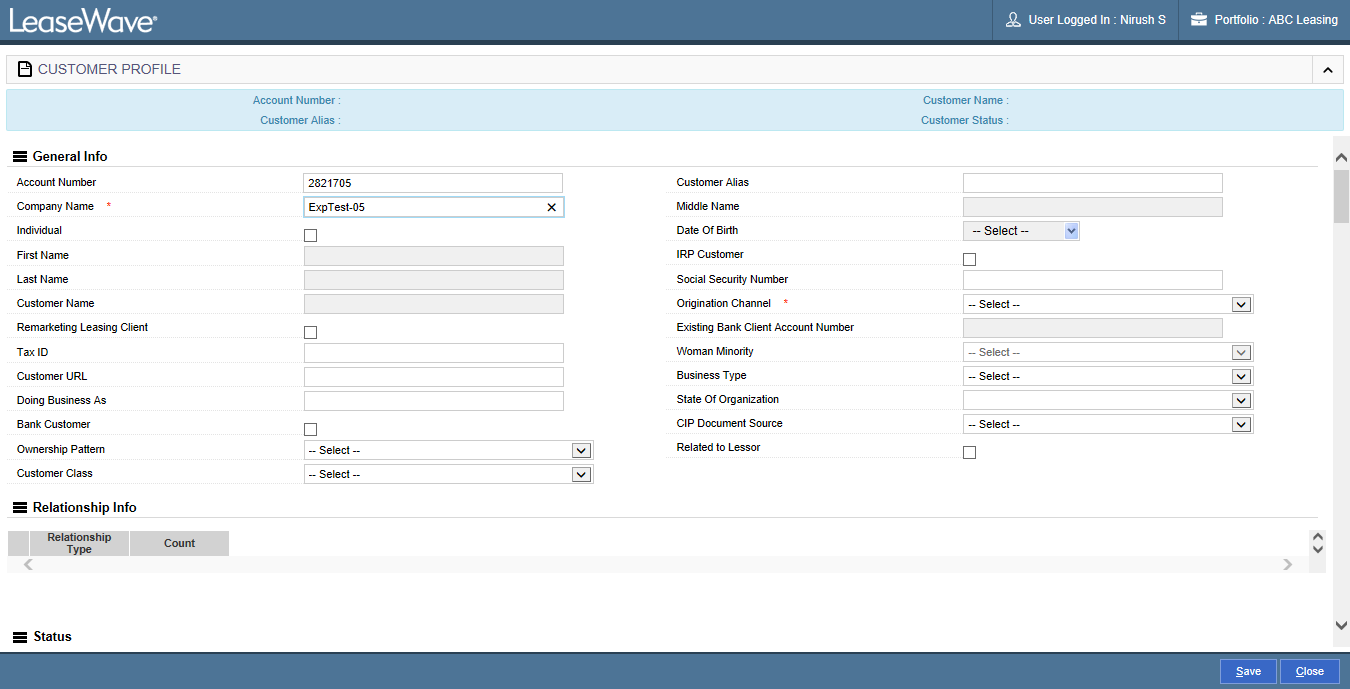 LeaseWave®
User Logged In : Nirush S
Portfolio : ABC Leasing
CUSTOMER PROFILE
Account Number :
Customer Name :
Customer Alias :
Customer Status :
General Info
Account Number
2821705
Customer Alias
Company Name *
ExpTest-05
Middle Name
Individual
Date Of Birth
-- Select --
First Name
IRP Customer
Last Name
Social Security Number
Customer Name
Origination Channel *
-- Select --
Remarketing Leasing Client
Existing Bank Client Account Number
Tax ID
Woman Minority
-- Select --
Customer URL
Business Type
-- Select --
Doing Business As
State Of Organization
Bank Customer
CIP Document Source
-- Select --
Ownership Pattern
-- Select --
Related to Lessor
Customer Class
-- Select --
Relationship Info
Relationship
Type
Count
Status
Save
Close